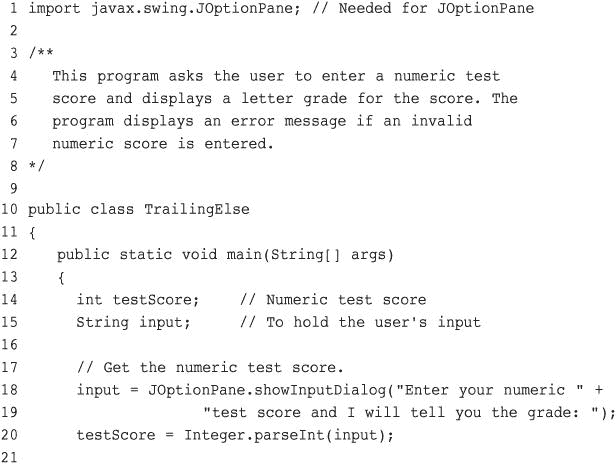 1 import javax.swing.JOptionPane; // Needed for JOptionPane
2
3 /**
4 This program asks the user to enter a numeric test
5 score and displays a letter grade for the score. The
6 program displays an error message if an invalid
7 numeric score is entered.
8 */
9
10 public class TrailingElse
11 {
12 public static void main(String[] args)
13 {
14 int testScore; // Numeric test score
15 String input; // To hold the user's input
16
17 // Get the numeric test score.
18 input = JOptionPane.showInputDialog("Enter your numeric " +
19 "test score and I will tell you the grade: ");
20 testScore = Integer.parseInt(input);
21